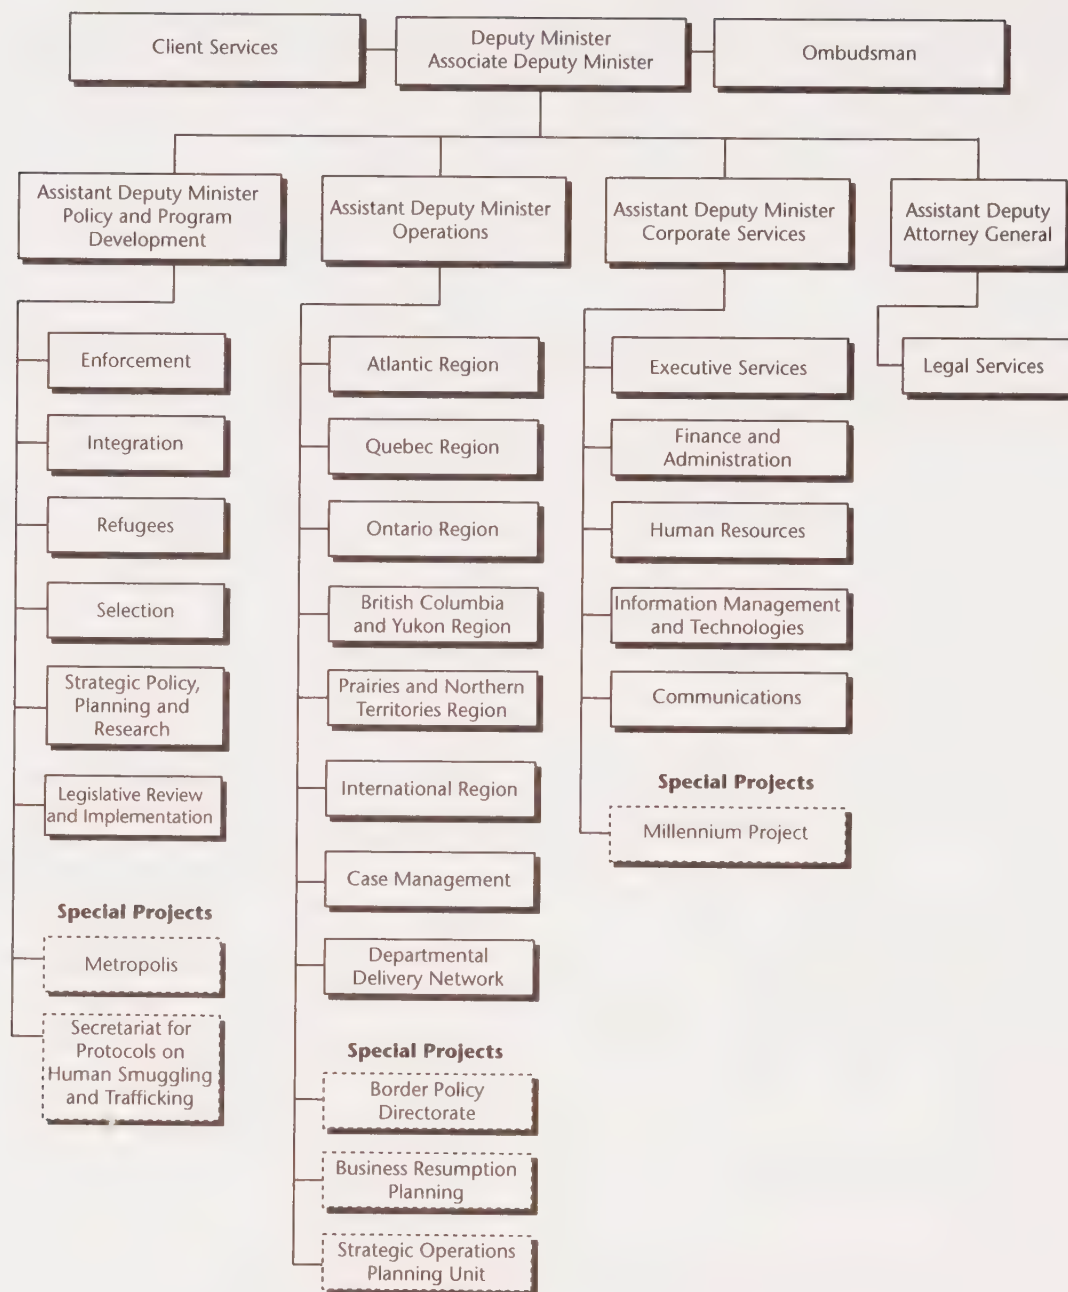 Client Services
Deputy Minister
Associate Deputy Minister
Ombudsman
Assistant Deputy Minister
Policy and Program
Development
Enforcement
Integration
Refugees
Selection
Strategic Policy,
Planning and
Research
Legislative Review
and Implementation
Special Projects
Metropolis
Secretariat for
Protocols on
Human Smuggling
and Trafficking
Assistant Deputy Minister
Operations
Atlantic Region
Quebec Region
Ontario Region
British Columbia
and Yukon Region
Prairies and Northern
Territories Region
International Region
Case Management
Departmental
Delivery Network
Special Projects
Border Policy
Directorate
Business Resumption
Planning
Strategic Operations
Planning Unit
Assistant Deputy Minister
Corporate Services
Executive Services
Finance and
Administration
Human Resources
Information Management
and Technologies
Communications
Special Projects
Millennium Project
Assistant Deputy
Attorney General
Legal Services